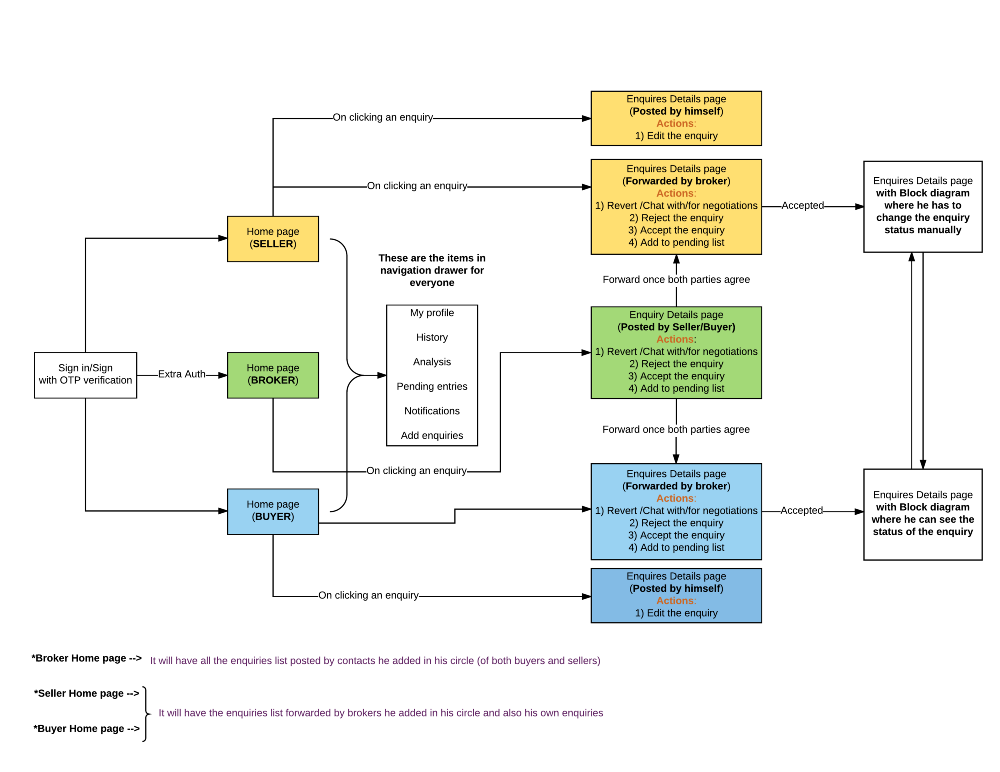 Enquires Details page
(Posted by himself)
Actions:
1) Edit the enquiry
On clicking an enquiry
Enquires Details page
(Forwarded by broker)
Actions:
1) Revert /Chat with/for negotiations
2) Reject the enquiry
3) Accept the enquiry
4) Add to pending list
On clicking an enquiry
Accepted
Enquires Details page
with Block diagram
where he has to
change the enquiry
status manually
Home page
(SELLER)
These are the items in
navigation drawer for
everyone
Forward once both parties agree
My profile
History
Analysis
Pending entries
Notifications
Add enquiries
Enquiry Details page
(Posted by Seller/Buyer)
Actions:
1) Revert /Chat with/for negotiations
2) Reject the enquiry
3) Accept the enquiry
4) Add to pending list
Sign in/Sign
with OTP verification
Extra Auth
Home page
(BROKER)
Forward once both parties agree
On clicking an enquiry
Enquires Details page
(Forwarded by broker)
Actions:
1) Revert /Chat with/for negotiations
2) Reject the enquiry
3) Accept the enquiry
4) Add to pending list
Accepted
Enquires Details page
with Block diagram
where he can see the
status of the enquiry
Home page
(BUYER)
On clicking an enquiry
Enquires Details page
(Posted by himself)
Actions:
1) Edit the enquiry
*Broker Home page --> It will have all the enquiries list posted by contacts he added in his circle (of both buyers and sellers)
*Seller Home page -->
It will have the enquiries list forwarded by brokers he added in his circle and also his own enquiries
*Buyer Home page -->